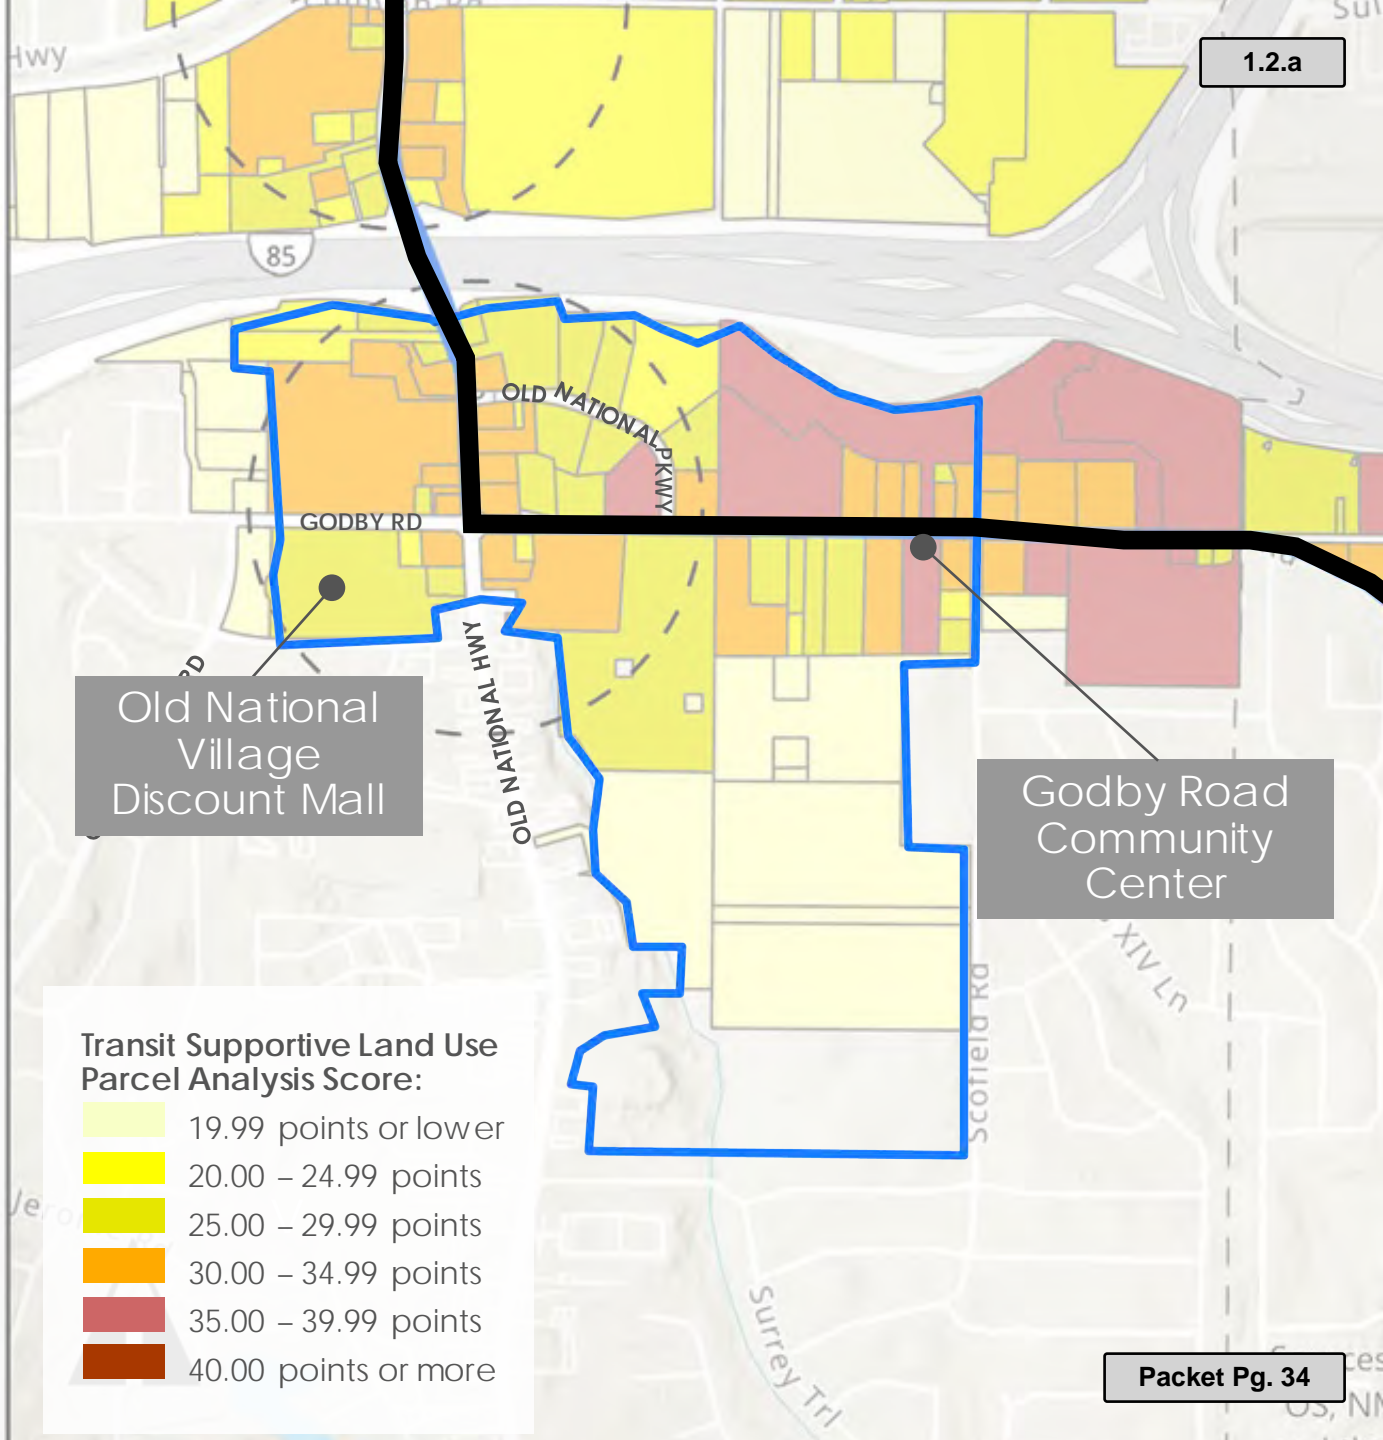 Hwy
Sul
1.2.a
85
OLD NATIONAL PKWY
GODBY RD
RD
OLD NATIONAL HWY
Old National
Village
Discount Mall
Godby Road
Community
Center
XIV Ln
Scofield Rd
Transit Supportive Land Use
Parcel Analysis Score:
19.99 points or lower
20.00 – 24.99 points
25.00 – 29.99 points
30.00 – 34.99 points
35.00 – 39.99 points
40.00 points or more
Surrey Trl
Packet Pg. 34